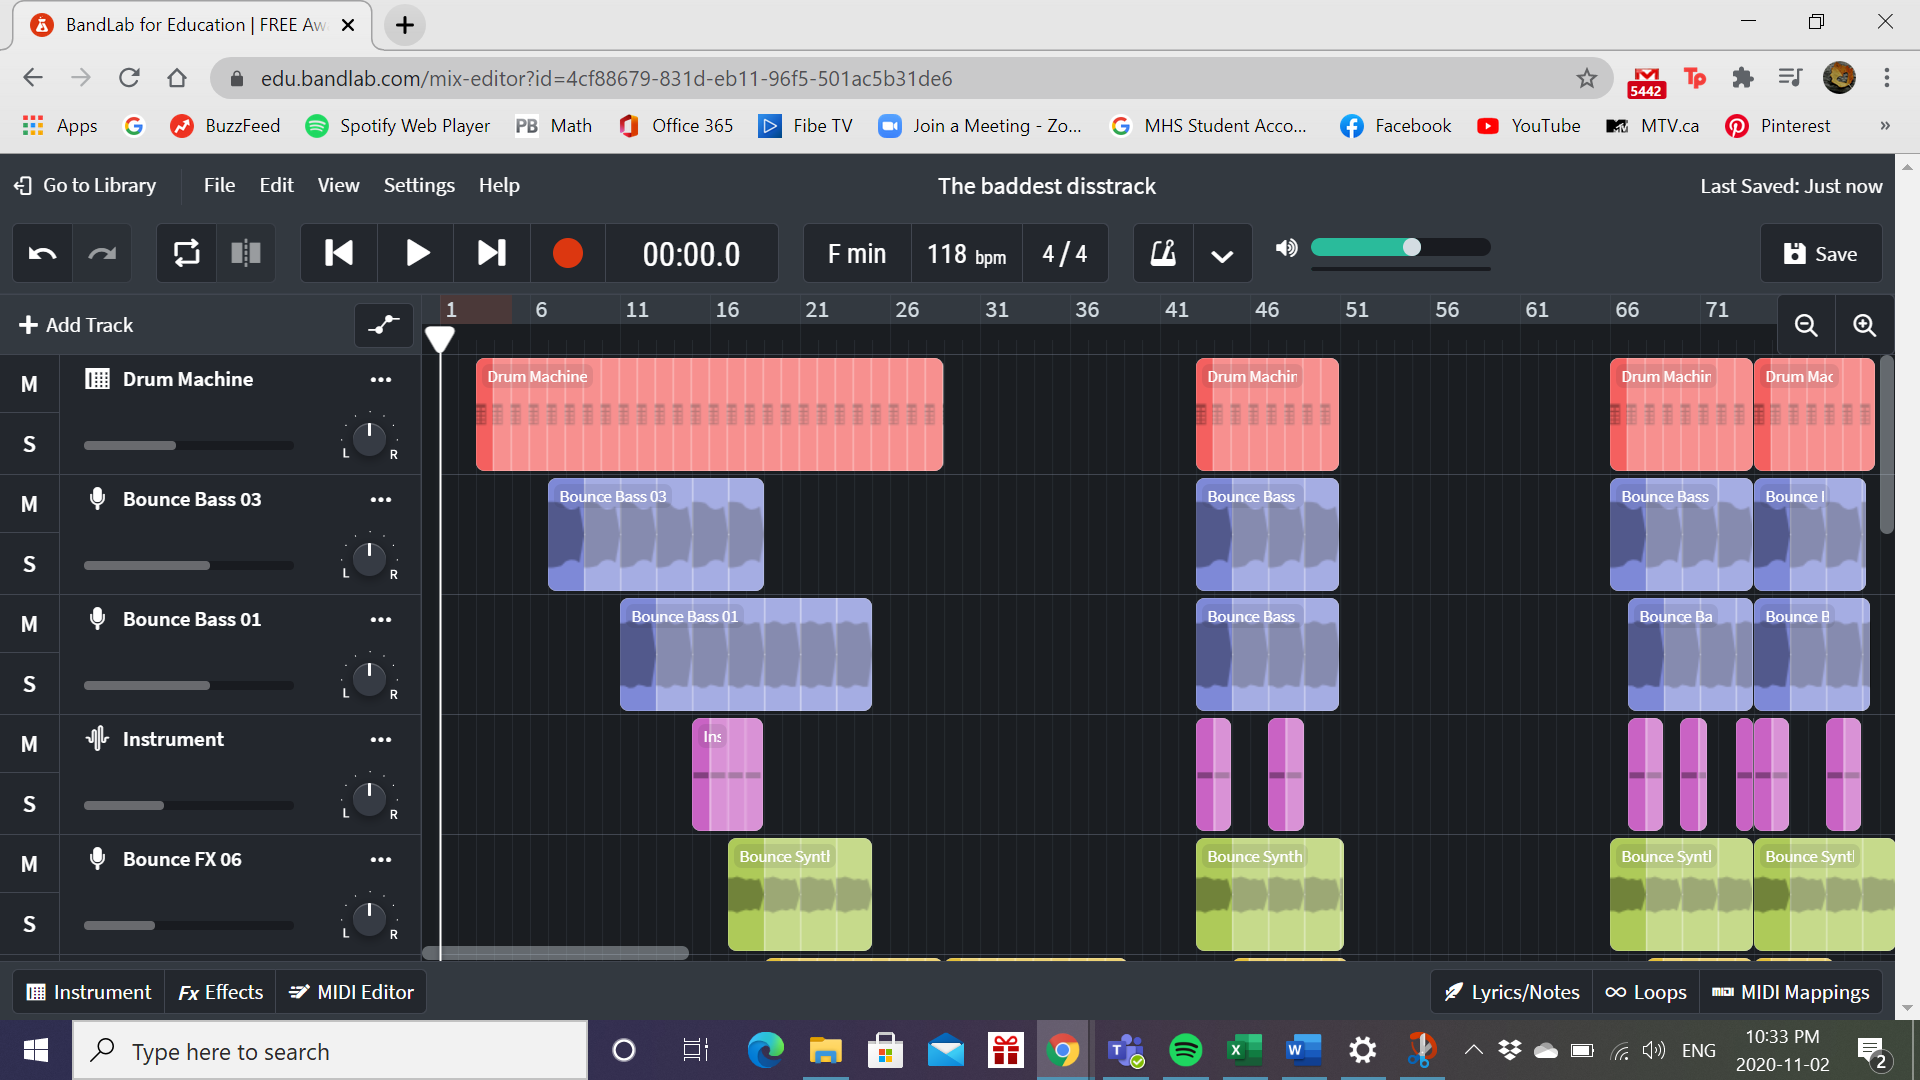 BandLab for Education | FREE Aw
edu.bandlab.com/mix-editor?id=4cf88679-831d-eb11-96f5-501ac5b31de6
5442
Apps BuzzFeed Spotify Web Player PB Math Office 365 Fibe TV Join a Meeting - Zo... MHS Student Acco... Facebook YouTube MTV.ca Pinterest »
Go to Library File Edit View Settings Help The baddest disstrack Last Saved: Just now
00:00.0 F min 118 bpm 4 / 4 Save
+ Add Track 1 6 11 16 21 26 31 36 41 46 51 56 61 66 71
M Drum Machine ...
S L R
Drum Machine Drum Machin Drum Machin Drum Mac
M Bounce Bass 03 ...
S L R
Bounce Bass 03 Bounce Bass Bounce Bass Bounce
M Bounce Bass 01 ...
S L R
Bounce Bass 01 Bounce Bass Bounce Ba Bounce B
M Instrument ...
S L R
Ins
M Bounce FX 06 ...
S L R
Bounce Synth Bounce Synth Bounce Synth Bounce Synth
Instrument Fx Effects MIDI Editor Lyrics/Notes Loops MIDI Mappings
Type here to search ENG 10:33 PM
2020-11-02 2